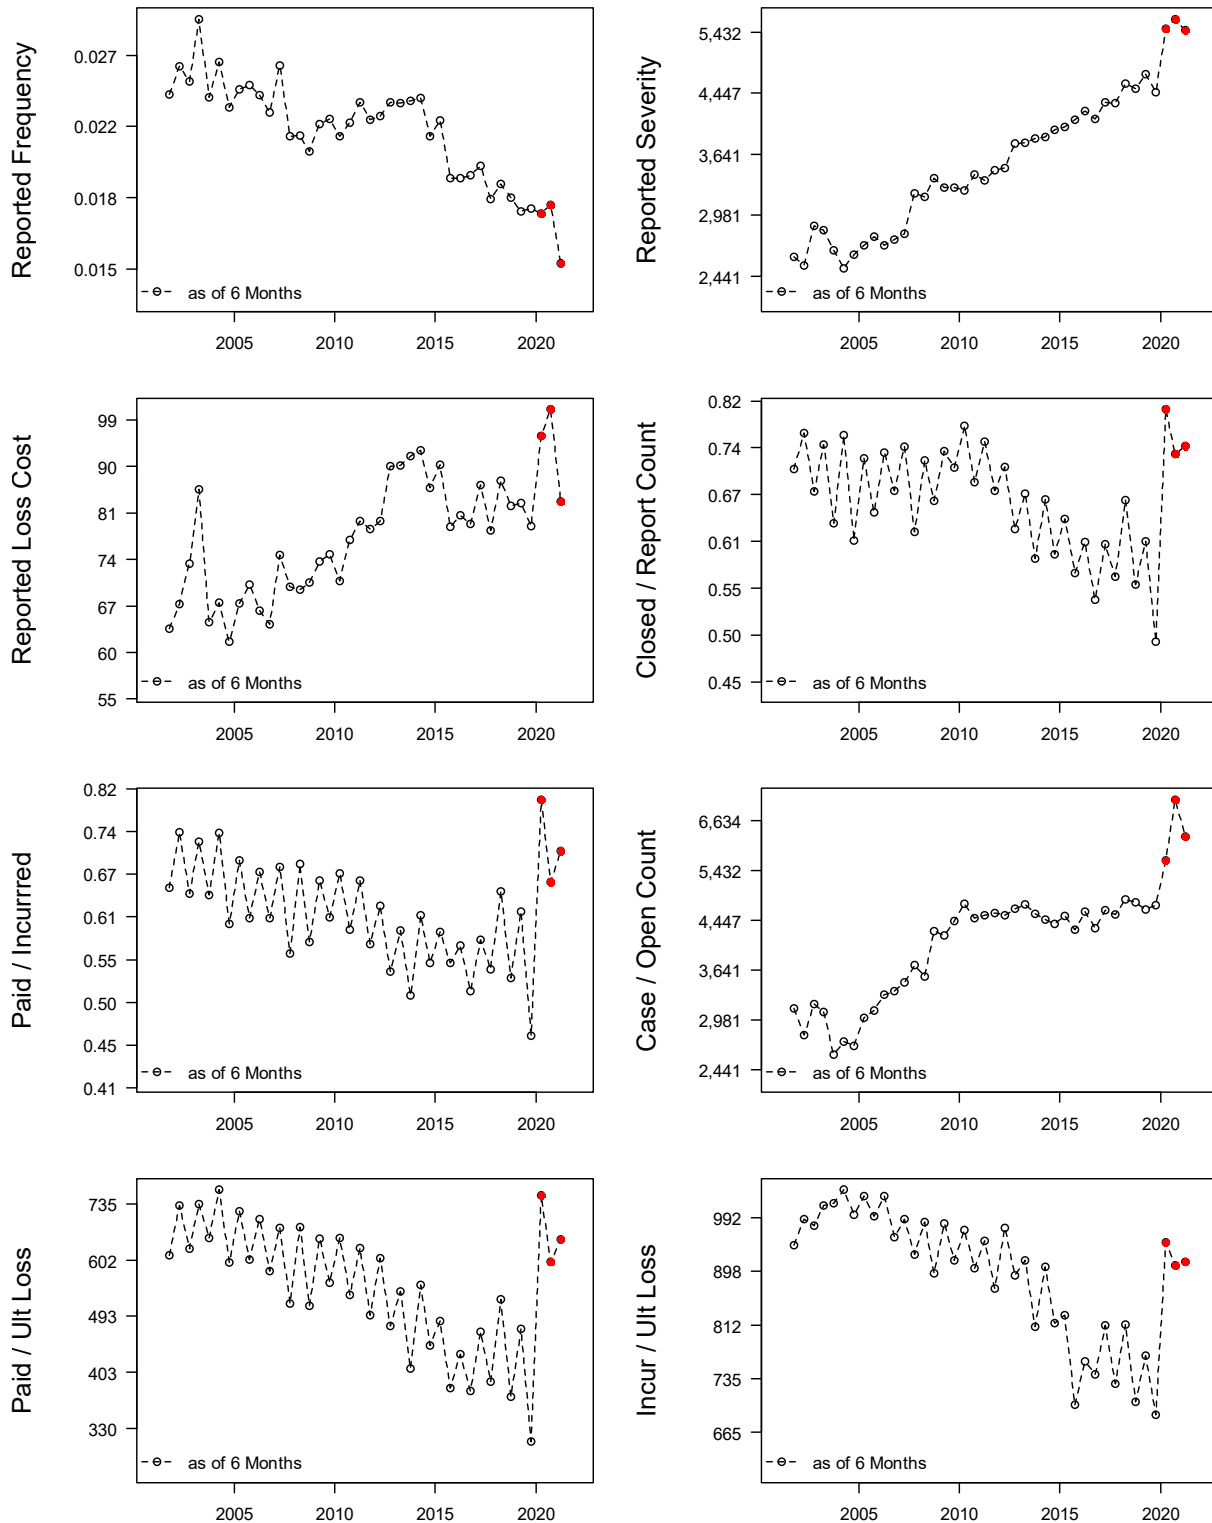 Reported Frequency
0.027
0.022
0.018
0.015
as of 6 Months
2005 2010 2015 2020
Reported Severity
5,432
4,447
3,641
2,981
2,441
as of 6 Months
2005 2010 2015 2020
Reported Loss Cost
99
90
81
74
67
60
55
as of 6 Months
2005 2010 2015 2020
Closed / Report Count
0.82
0.74
0.67
0.61
0.55
0.50
0.45
as of 6 Months
2005 2010 2015 2020
Paid / Incurrred
0.82
0.74
0.67
0.61
0.55
0.50
0.45
0.41
as of 6 Months
2005 2010 2015 2020
Case / Open Count
6,634
5,432
4,447
3,641
2,981
2,441
as of 6 Months
2005 2010 2015 2020
Paid / Ult Loss
735
602
493
403
330
as of 6 Months
2005 2010 2015 2020
Incur / Ult Loss
992
898
812
735
665
as of 6 Months
2005 2010 2015 2020